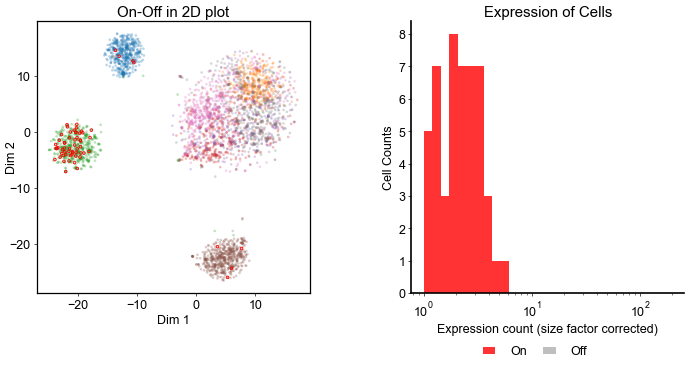 On-Off in 2D plot
10
0
−10
−20
Dim 2
−20
−10
0
10
Dim 1
Expression of Cells
8
7
6
5
4
3
2
1
0
Cell Counts
10⁰
10¹
10²
Expression count (size factor corrected)
On
Off